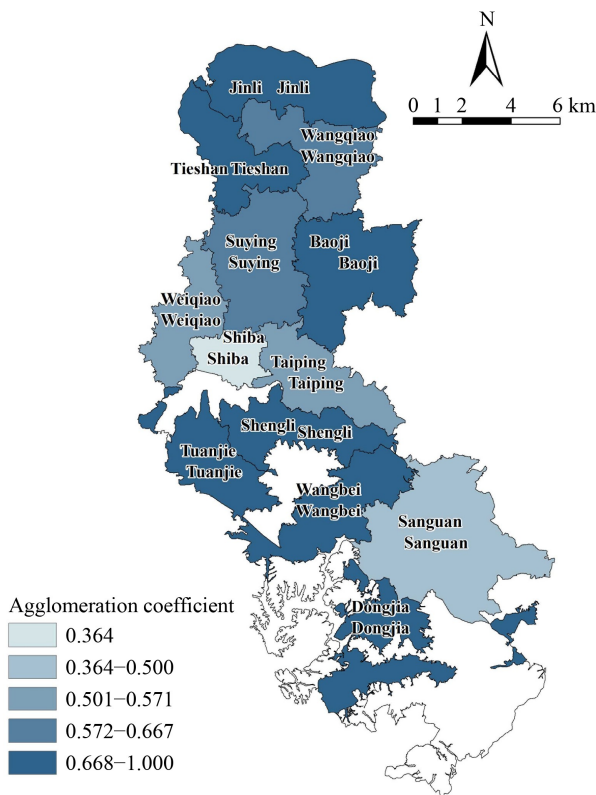 N
0 1 2 4 6 km
Jinli Jinli
Wangqiao
Wangqiao
Tieshan Tieshan
Suying
Suying
Baoji
Baoji
Weiqiao
Weiqiao
Shiba
Shiba
Taiping
Taiping
Shengli Shengli
Tuanjie
Tuanjie
Wangbei
Wangbei
Sanguan
Sanguan
Dongjia
Dongjia
Agglomeration coefficient
0.364
0.364−0.500
0.501−0.571
0.572−0.667
0.668−1.000